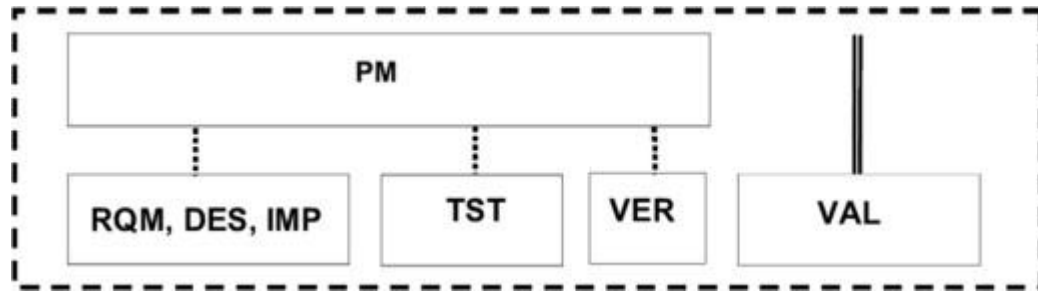 PM
RQM, DES, IMP
TST
VER
VAL